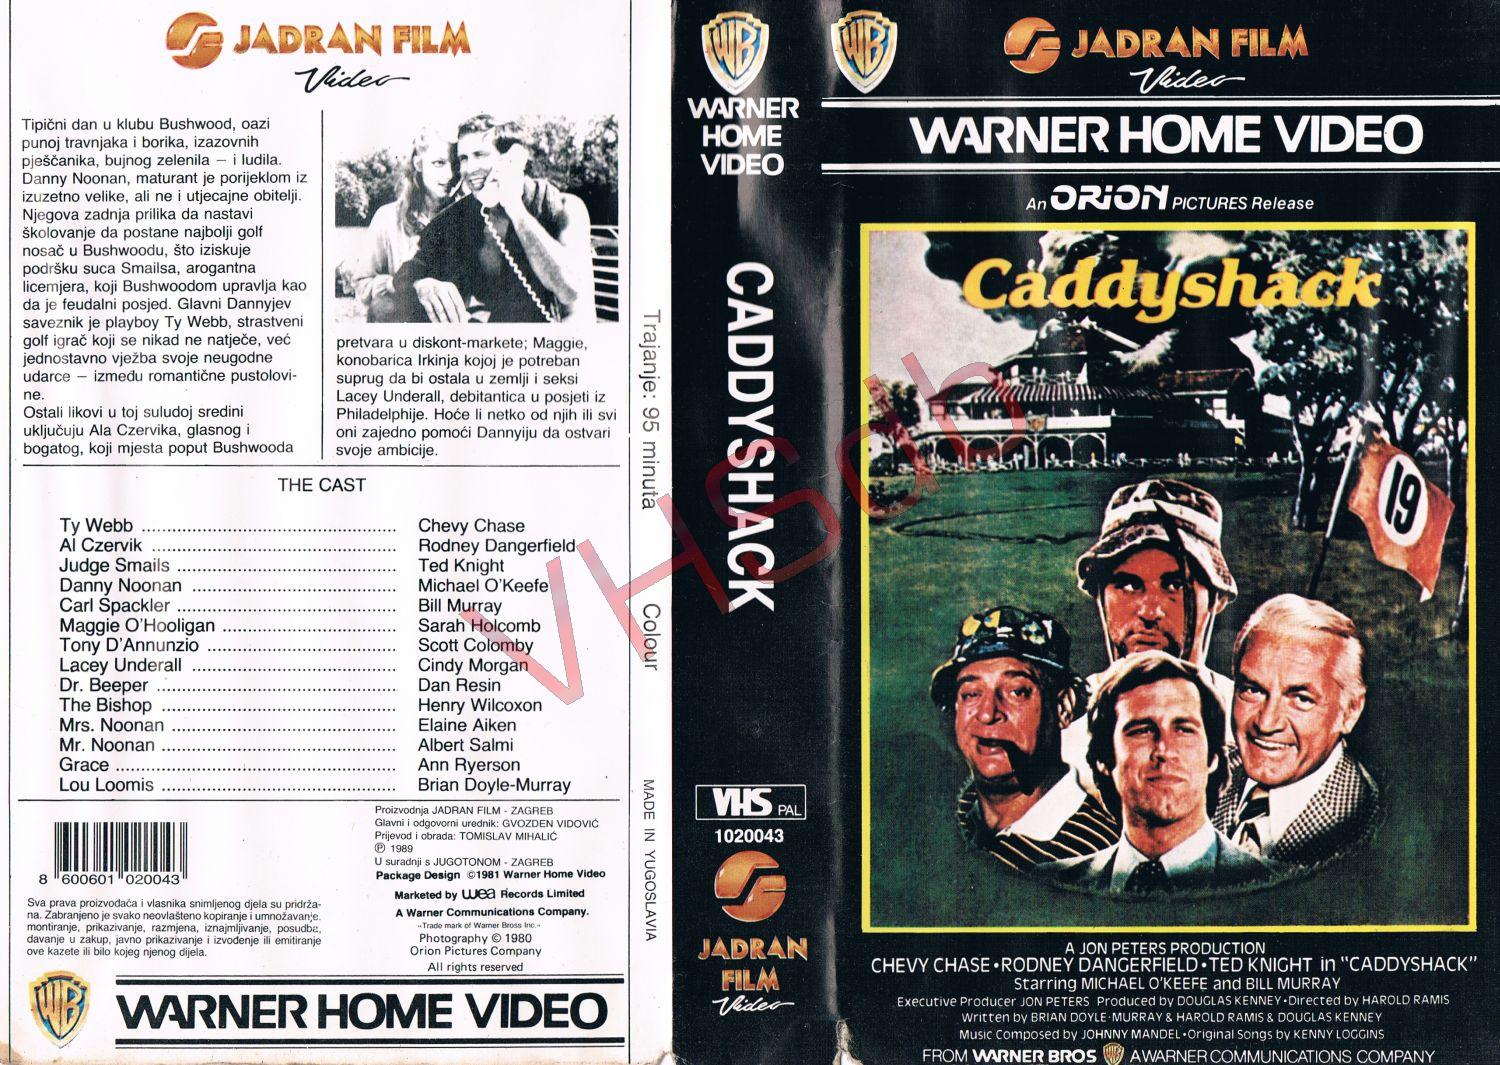 JADRAN FILM
Video
Tipični dan u klubu Bushwood, oazi
punoj travnjaka i borika, izazovnih
pješčanika, bujnog zelenila – i ludila.
Danny Noonan, maturant je porijeklom iz
izuzetno velike, ali ne i utjecajne obitelji.
Njegova zadnja prilika da nastavi
školovanje da postane najbolji golf
nosač u Bushwoodu, što iziskuje
podršku suca Smailsa, arogantna
licemjera, koji Bushwoodom upravlja kao
da je feudalni posjed. Glavni Dannyjev
saveznik je playboy Ty Webb, strastveni
golf igrač koji se nikad ne natječe, već
jednostavno vježba svoje neugodne
udarce – između romantične pustolovi-
ne.
Ostali likovi u toj suludoj sredini
uključuju Ala Czervika, glasnog i
bogatog, koji mjesta poput Bushwooda
pretvara u diskont-markete; Maggie,
konobarica Irkinja kojoj je potreban
suprug da bi ostala u zemlji i seksi
Lacey Underall, debitantica u posjeti iz
Philadelphije. Hoće li netko od njih ili svi
oni zajedno pomoći Dannyiju da ostvari
svoje ambicije.
THE CAST
Ty Webb ........ Chevy Chase
Al Czervik ........ Rodney Dangerfield
Judge Smails ........ Ted Knight
Danny Noonan ........ Michael O'Keefe
Carl Spackler ........ Bill Murray
Maggie O'Hooligan ........ Sarah Holcomb
Tony D'Annunzio ........ Scott Colomby
Lacey Underall ........ Cindy Morgan
Dr. Beeper ........ Dan Resin
The Bishop ........ Henry Wilcoxon
Mrs. Noonan ........ Elaine Aiken
Mr. Noonan ........ Albert Salmi
Grace ........ Ann Ryerson
Lou Loomis ........ Brian Doyle-Murray
8 600601 020043
Proizvodnja JADRAN FILM - ZAGREB
Glavni i odgovorni urednik: GVOZDEN VIDOVIĆ
Prijevod i obrada: TOMISLAV MIHALIĆ
℗ 1989
U suradnji s JUGOTONOM - ZAGREB
Package Design ©1981 Warner Home Video
Marketed by wea Records Limited
A Warner Communications Company.
"Trade mark of Warner Bross Inc."
Photography © 1980
Orion Pictures Company
All rights reserved
Sva prava proizvođača i vlasnika snimljenog djela su pridrža-
na. Zabranjeno je svako neovlašteno kopiranje i umnožavanje.
montiranje, prikazivanje, razmjena, iznajmljivanje, posudba,
davanje u zakup, javno prikazivanje i izvođenje ili emitiranje
ove kazete ili bilo kojeg njenog dijela.
WB
WARNER HOME VIDEO
Trajanje: 95 minuta
Colour
MADE IN YUGOSLAVIA
WB
WARNER
HOME
VIDEO
CADDYSHACK
VHS PAL
1020043
JADRAN
FILM
Video
WB
JADRAN FILM
Video
WARNER HOME VIDEO
An ORION PICTURES Release
Caddyshack
19
A JON PETERS PRODUCTION
CHEVY CHASE • RODNEY DANGERFIELD • TED KNIGHT in "CADDYSHACK"
Starring MICHAEL O'KEEFE and BILL MURRAY
Executive Producer JON PETERS Produced by DOUGLAS KENNEY • Directed by HAROLD RAMIS
Written by BRIAN DOYLE-MURRAY & HAROLD RAMIS & DOUGLAS KENNEY
Music Composed by JOHNNY MANDEL • Original Songs by KENNY LOGGINS
FROM WARNER BROS WB A WARNER COMMUNICATIONS COMPANY
VHSdb